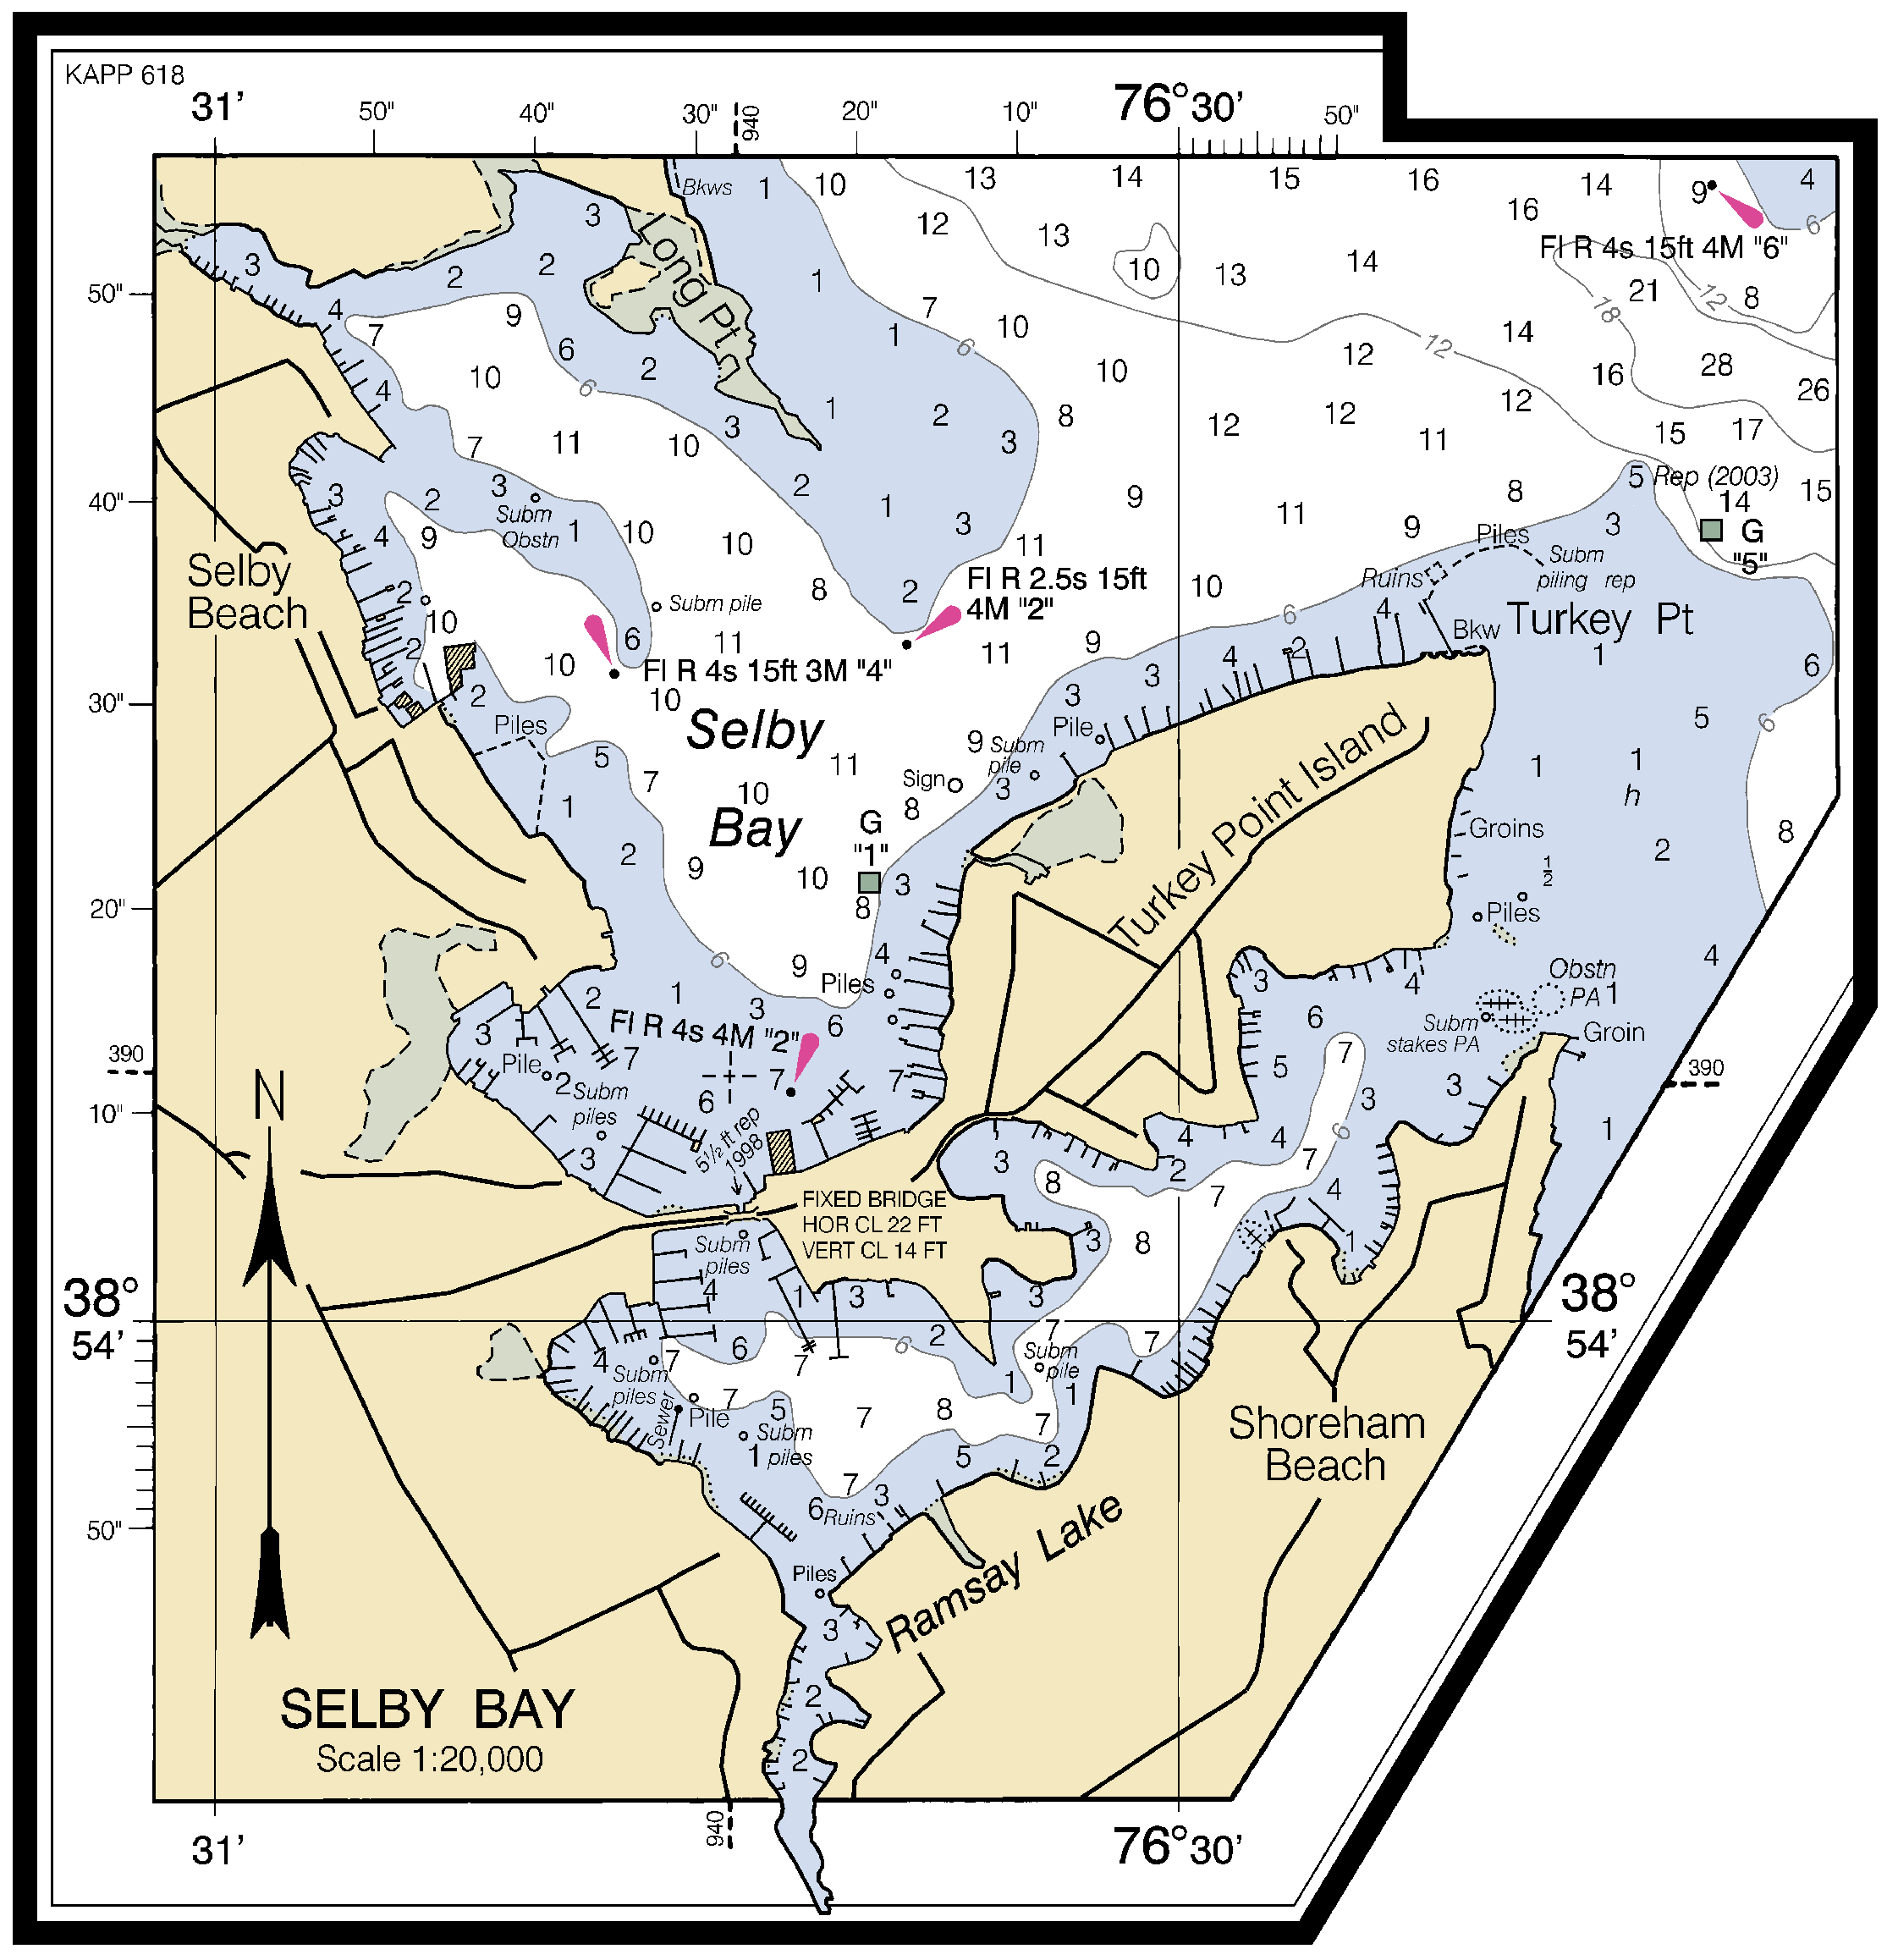 KAPP 618
31' 50" 40" 30" 940 20" 10" 76°30' 50"
Bkws 1 10 13 14 15 16 14 9 4
3 12 13 16 6
Fl R 4s 15ft 4M "6"
Long Pt
3 2 2 1 10 13 14 21 12 8
50"
4 7 9 7 1 10 14 18
6 6 12 12
10 6 2 10 12 16 28
4 1 2 8 12 12 12 26
7 11 10 3 3 11 15 17
5 Rep (2003)
40"
3 2 3 2 1 9 8 14 15
Subm
Obstn
4 9 1 10 10 3 11 9 3
G
"5"
11
Piles
Subm
piling rep
Ruins
Selby
Beach
2 10 8 2 10 6 4
Fl R 2.5s 15ft
4M "2"
Subm pile
Turkey Pt
Bkw
2 10 6 11 11 9 4 2 1 6
Fl R 4s 15ft 3M "4"
30"
2 10 3 3 5 6
Piles
Selby
Bay
Pile
9 Subm
pile
5 7 11 3 1 1
h
Sign
1 10 8 8
G
"1"
Turkey Point Island
Groins
2 9 10 3 2
½
20"
8
Piles
6 9 4 3 4 4
Piles
Obstn
PA 1
2 1 3 6 6
Fl R 4s 4M "2"
3 7 7 7 5 7 3 3
Subm
stakes PA
Groin
390
390
Pile
2 Subm
piles
6
N
10"
5½ ft rep
1998
4 4 6 1
3 3 2 7
8 7 4
FIXED BRIDGE
HOR CL 22 FT
VERT CL 14 FT
Subm
piles
3 8 1
4 1 3 3
38°
54'
38°
54'
6 7 6 2 7 7
4 7
Subm
piles
Subm
pile
7 5 7 8 1 1 7
Sewer
Pile
Subm
piles
1 5 2
Shoreham
Beach
7 3
6 Ruins
50"
Piles
Ramsay Lake
3
2
2
SELBY BAY
Scale 1:20,000
31' 940 76°30'